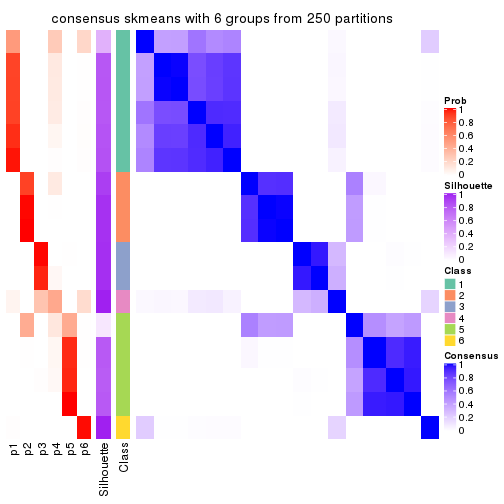 consensus skmeans with 6 groups from 250 partitions
Prob
1
0.8
0.6
0.4
0.2
0
Silhouette
1
0.8
0.6
0.4
0.2
0
Class
1
2
3
4
5
6
Consensus
1
0.8
0.6
0.4
0.2
0
p1
p2
p3
p4
p5
p6
Silhouette
Class